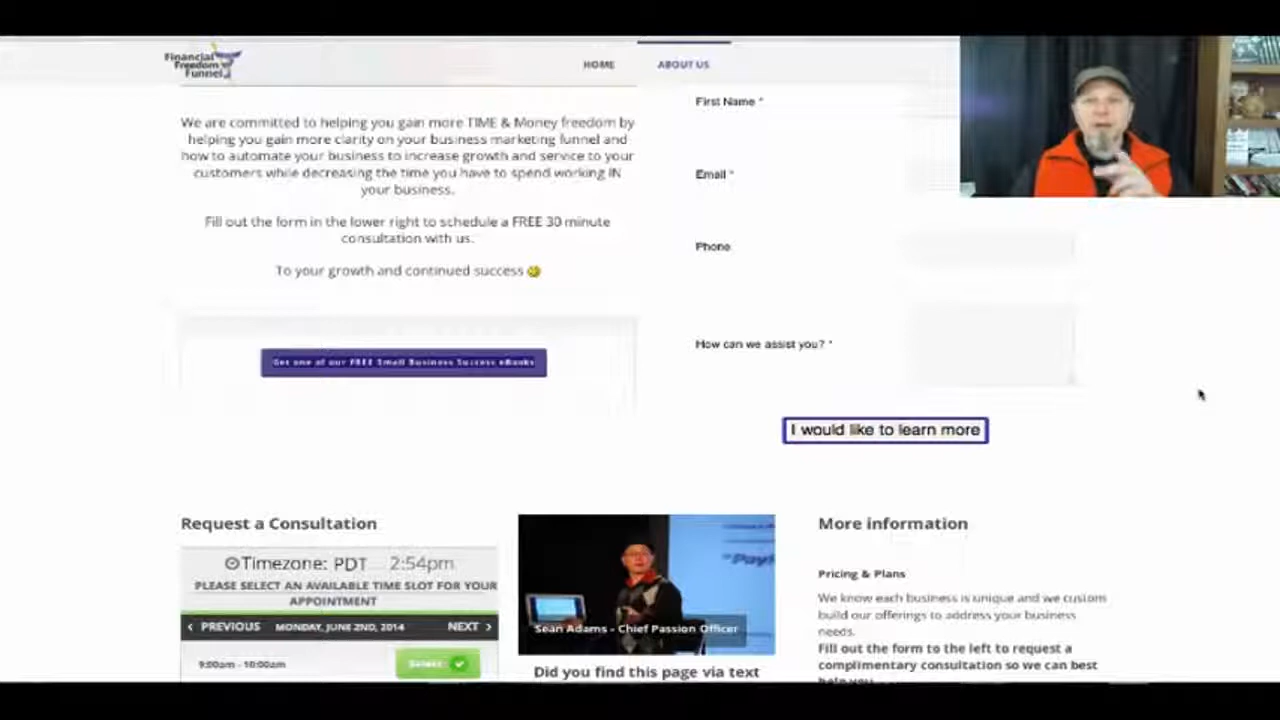 Financial
Freedom
Funnel
HOME
ABOUT US
We are committed to helping you gain more TIME & Money freedom by
helping you gain more clarity on your business marketing funnel and
how to automate your business to increase growth and service to your
customers while decreasing the time you have to spend working IN
your business.
Fill out the form in the lower right to schedule a FREE 30 minute
consultation with us.
To your growth and continued success
Get one of our FREE Small Business Success eBooks
First Name *
Email *
Phone
How can we assist you? *
I would like to learn more
Request a Consultation
Timezone: PDT 2:54pm
PLEASE SELECT AN AVAILABLE TIME SLOT FOR YOUR
APPOINTMENT
PREVIOUS MONDAY, JUNE 2ND, 2014 NEXT
9:00am - 10:00am
Select
Sean Adams - Chief Passion Officer
Did you find this page via text
More information
Pricing & Plans
We know each business is unique and we custom
build our offerings to address your business
needs.
Fill out the form to the left to request a
complimentary consultation so we can best
help you